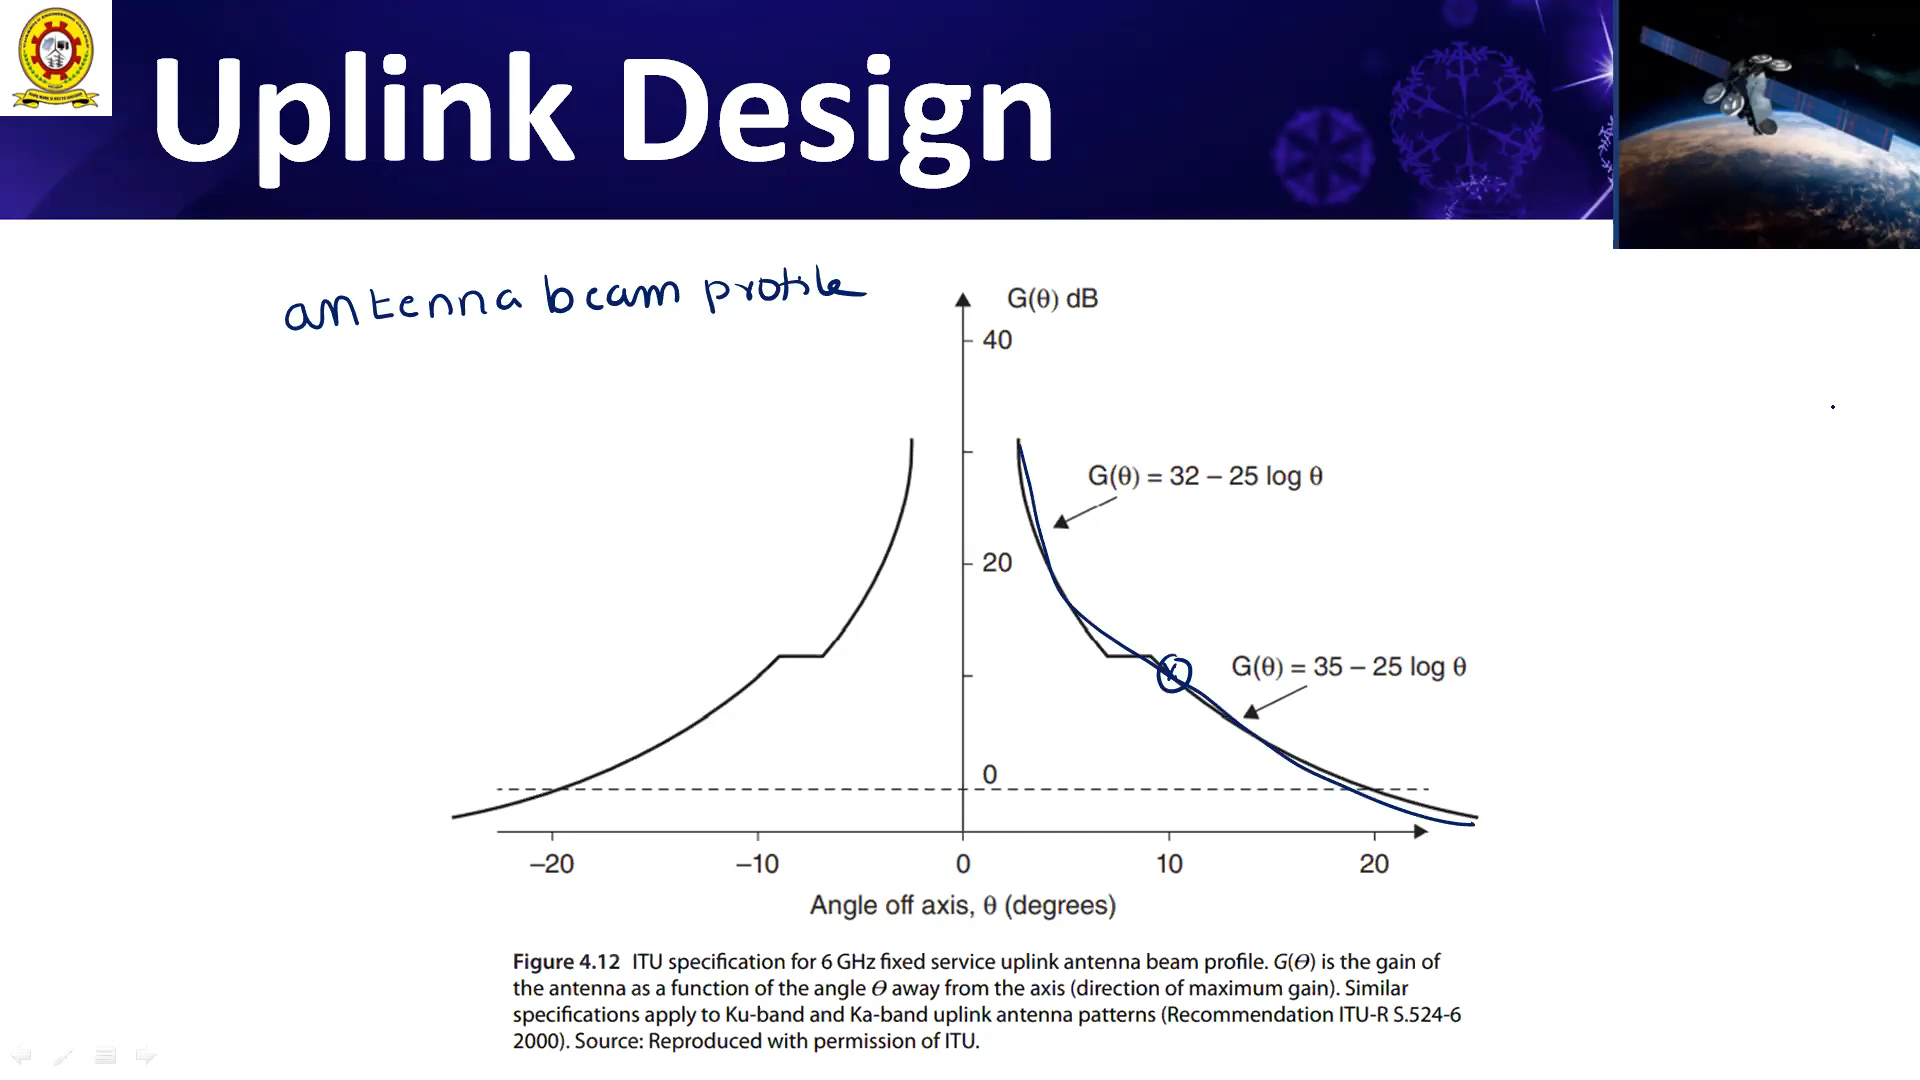 Uplink Design
antenna beam profile
G(θ) dB
40
G(θ) = 32 – 25 log θ
20
G(θ) = 35 – 25 log θ
0
–20 –10 0 10 20
Angle off axis, θ (degrees)
Figure 4.12 ITU specification for 6 GHz fixed service uplink antenna beam profile. G(Θ) is the gain of
the antenna as a function of the angle Θ away from the axis (direction of maximum gain). Similar
specifications apply to Ku-band and Ka-band uplink antenna patterns (Recommendation ITU-R S.524-6
2000). Source: Reproduced with permission of ITU.